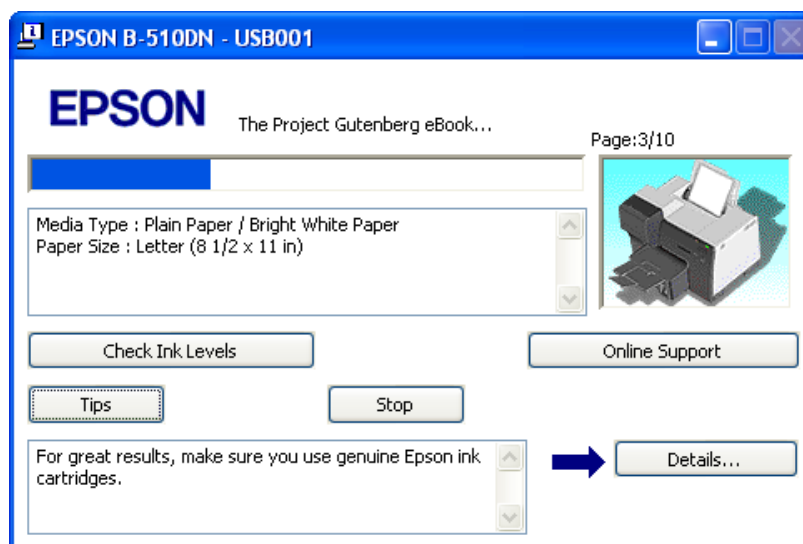 EPSON B-510DN - USB001
EPSON
The Project Gutenberg eBook...
Page:3/10
Media Type : Plain Paper / Bright White Paper
Paper Size : Letter (8 1/2 x 11 in)
Check Ink Levels
Online Support
Tips
Stop
For great results, make sure you use genuine Epson ink
cartridges.
Details...